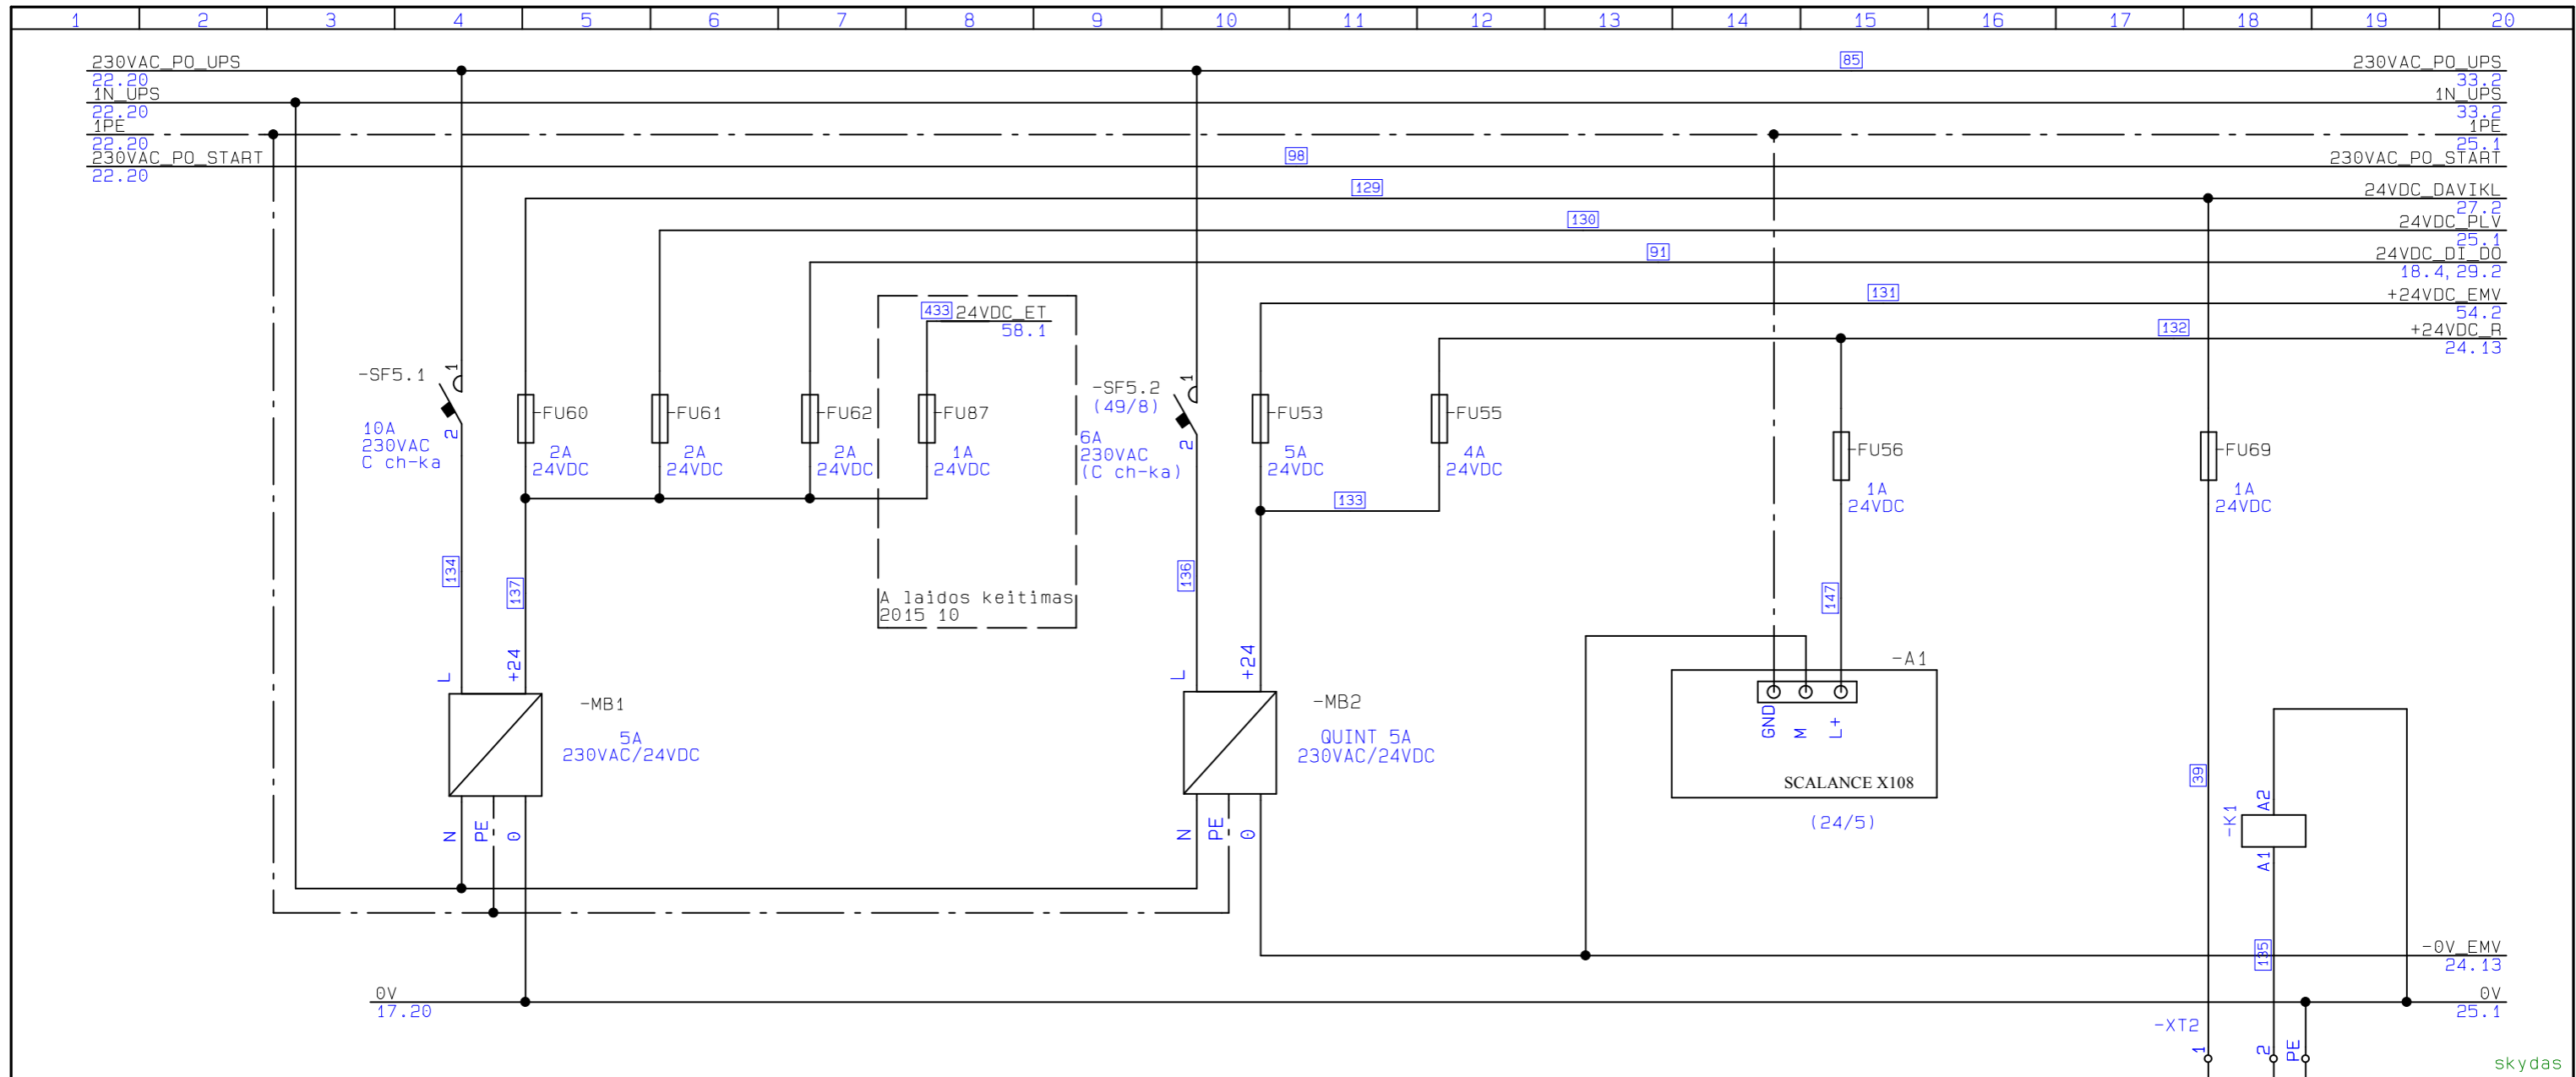 1 2 3 4 5 6 7 8 9 10 11 12 13 14 15 16 17 18 19 20
230VAC_PO_UPS
22.20
1N_UPS
22.20
1PE
22.20
230VAC_PO_START
22.20
85
230VAC_PO_UPS
33.2
1N_UPS
33.2
1PE
25.1
98
230VAC_PO_START
129
24VDC_DAVIKL
27.2
130
24VDC_PLV
25.1
91
24VDC_DI_DO
18.4,29.2
131
+24VDC_EMV
54.2
132
+24VDC_R
24.13
433
24VDC_ET
58.1
-SF5.1
1
2
10A
230VAC
C ch-ka
-FU60
2A
24VDC
-FU61
2A
24VDC
-FU62
2A
24VDC
-FU87
1A
24VDC
-SF5.2
(49/8)
1
2
6A
230VAC
(C ch-ka)
-FU53
5A
24VDC
-FU55
4A
24VDC
-FU56
1A
24VDC
-FU69
1A
24VDC
133
134
137
A laidos keitimas
2015 10
136
147
L
+24
-MB1
5A
230VAC/24VDC
N
PE
0
L
+24
-MB2
QUINT 5A
230VAC/24VDC
N
PE
0
-A1
GND
M
L+
SCALANCE X108
(24/5)
39
-K1
A2
A1
135
-0V_EMV
24.13
0V
17.20
0V
25.1
-XT2
1
2
PE
skydas